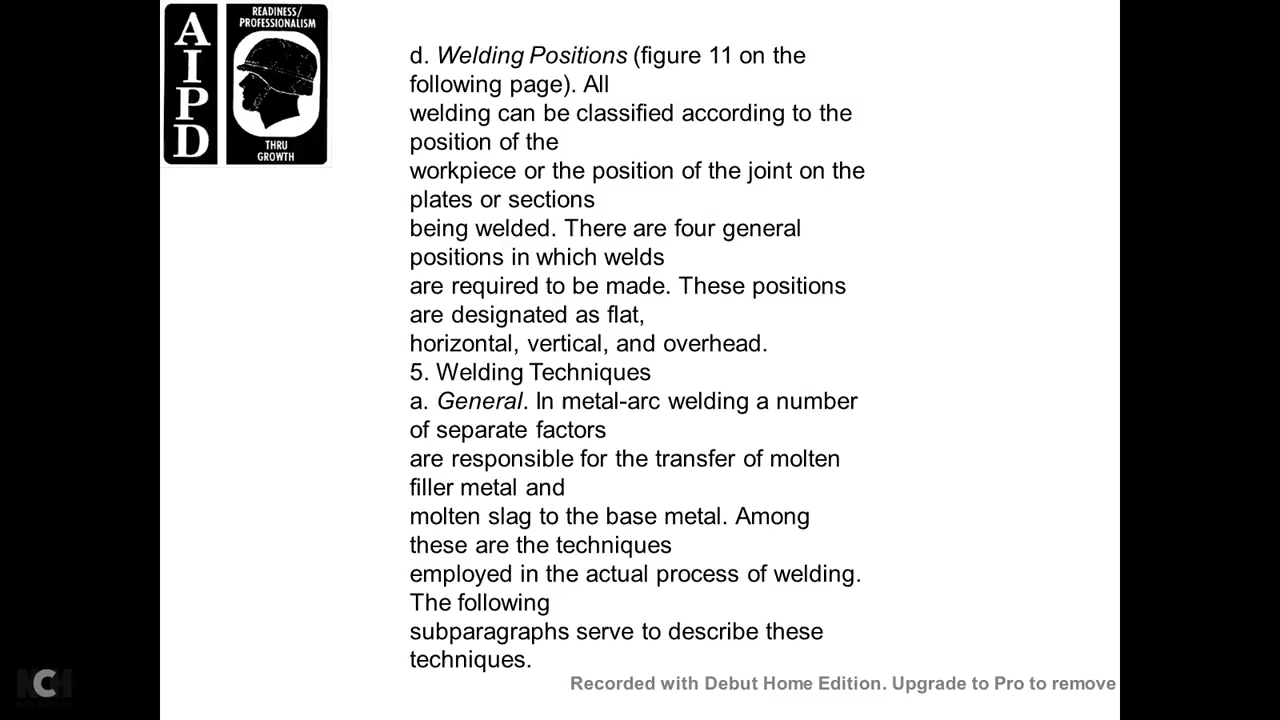 A
I
P
D
READINESS/
PROFESSIONALISM
THRU
GROWTH
d. Welding Positions (figure 11 on the
following page). All
welding can be classified according to the
position of the
workpiece or the position of the joint on the
plates or sections
being welded. There are four general
positions in which welds
are required to be made. These positions
are designated as flat,
horizontal, vertical, and overhead.
5. Welding Techniques
a. General. In metal-arc welding a number
of separate factors
are responsible for the transfer of molten
filler metal and
molten slag to the base metal. Among
these are the techniques
employed in the actual process of welding.
The following
subparagraphs serve to describe these
techniques.
NCH
Recorded with Debut Home Edition. Upgrade to Pro to remove